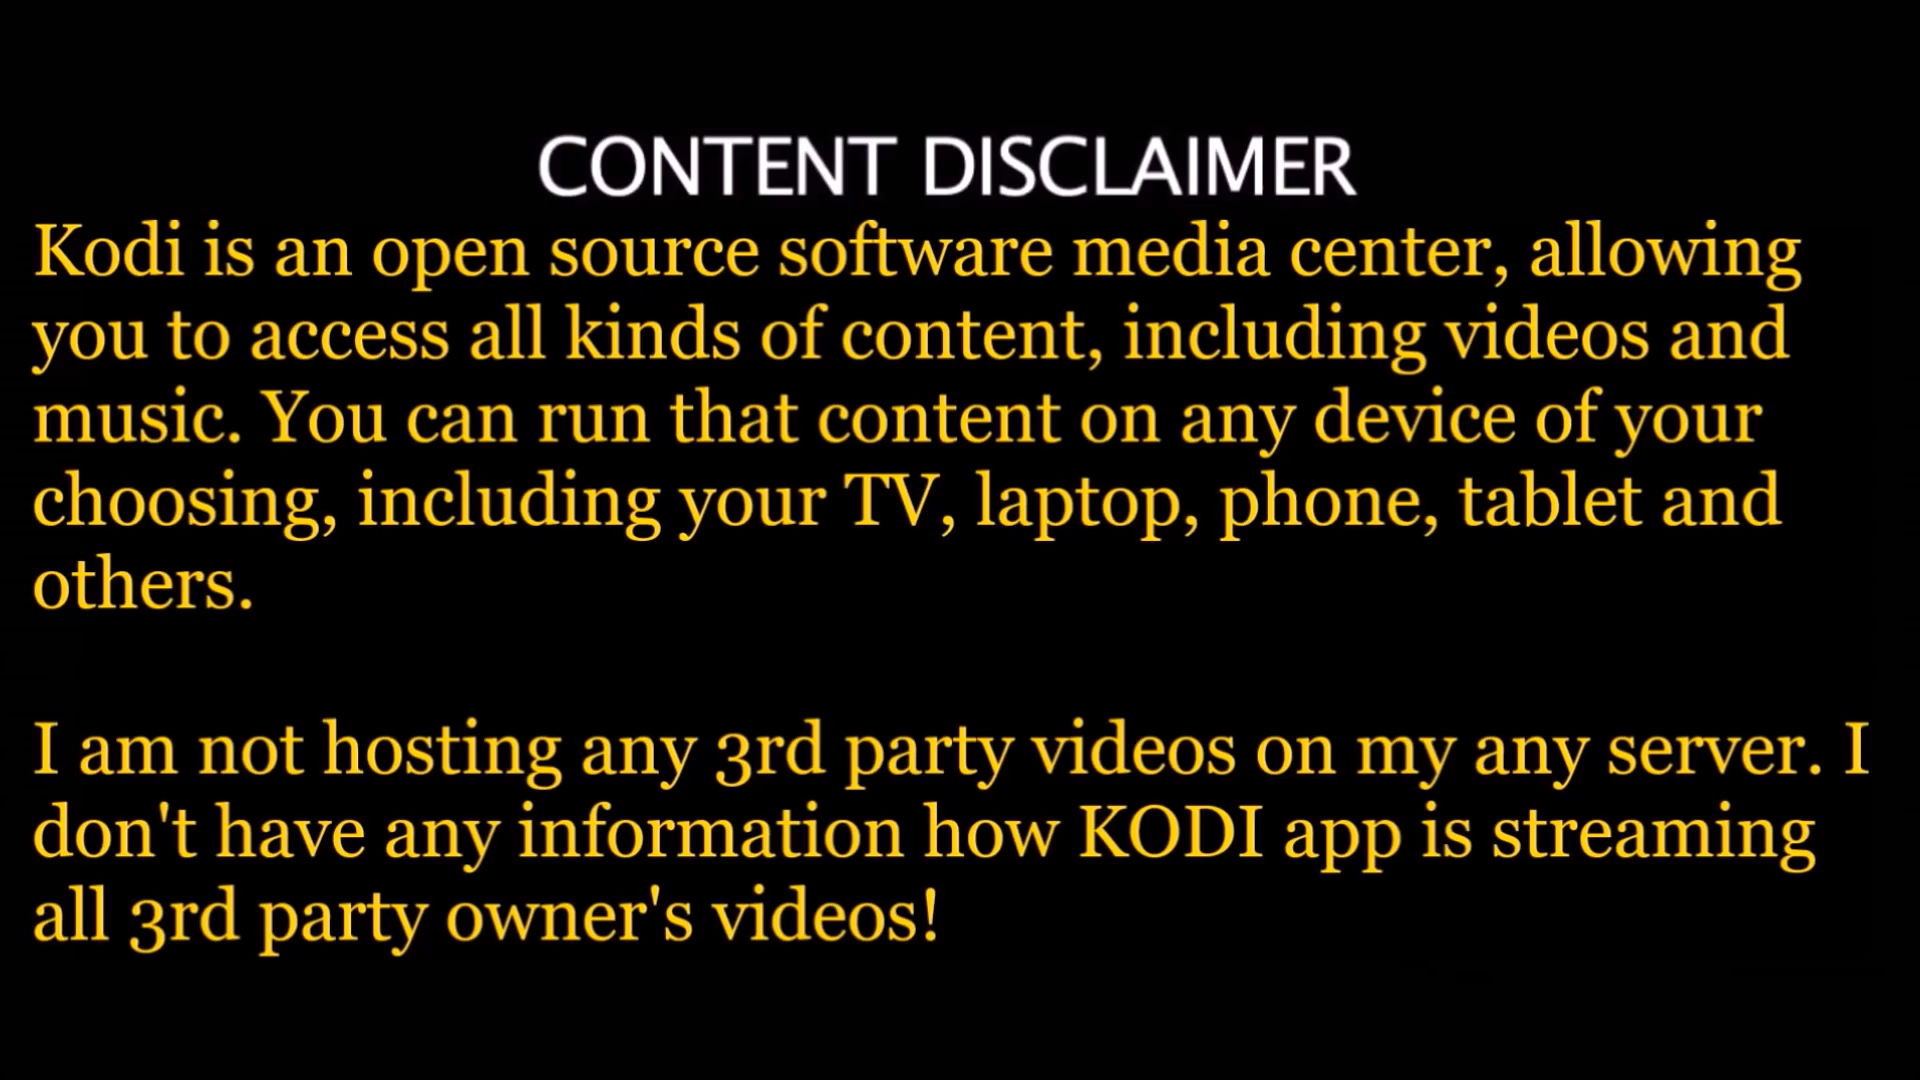 CONTENT DISCLAIMER
Kodi is an open source software media center, allowing
you to access all kinds of content, including videos and
music. You can run that content on any device of your
choosing, including your TV, laptop, phone, tablet and
others.
I am not hosting any 3rd party videos on my any server. I
don't have any information how KODI app is streaming
all 3rd party owner's videos!